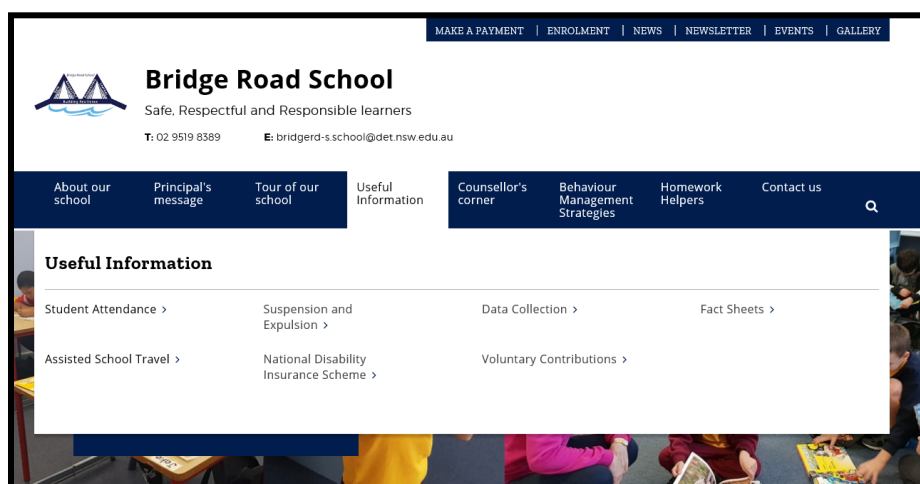 MAKE A PAYMENT | ENROLMENT | NEWS | NEWSLETTER | EVENTS | GALLERY
Bridge Road School
Bridge Road School
Safe, Respectful and Responsible learners
T: 02 9519 8389 E: bridgerd-s.school@det.nsw.edu.au
About our
school
Principal's
message
Tour of our
school
Useful
Information
Counsellor's
corner
Behaviour
Management
Strategies
Homework
Helpers
Contact us
Useful Information
Student Attendance >
Suspension and
Expulsion >
Data Collection >
Fact Sheets >
Assisted School Travel >
National Disability
Insurance Scheme >
Voluntary Contributions >